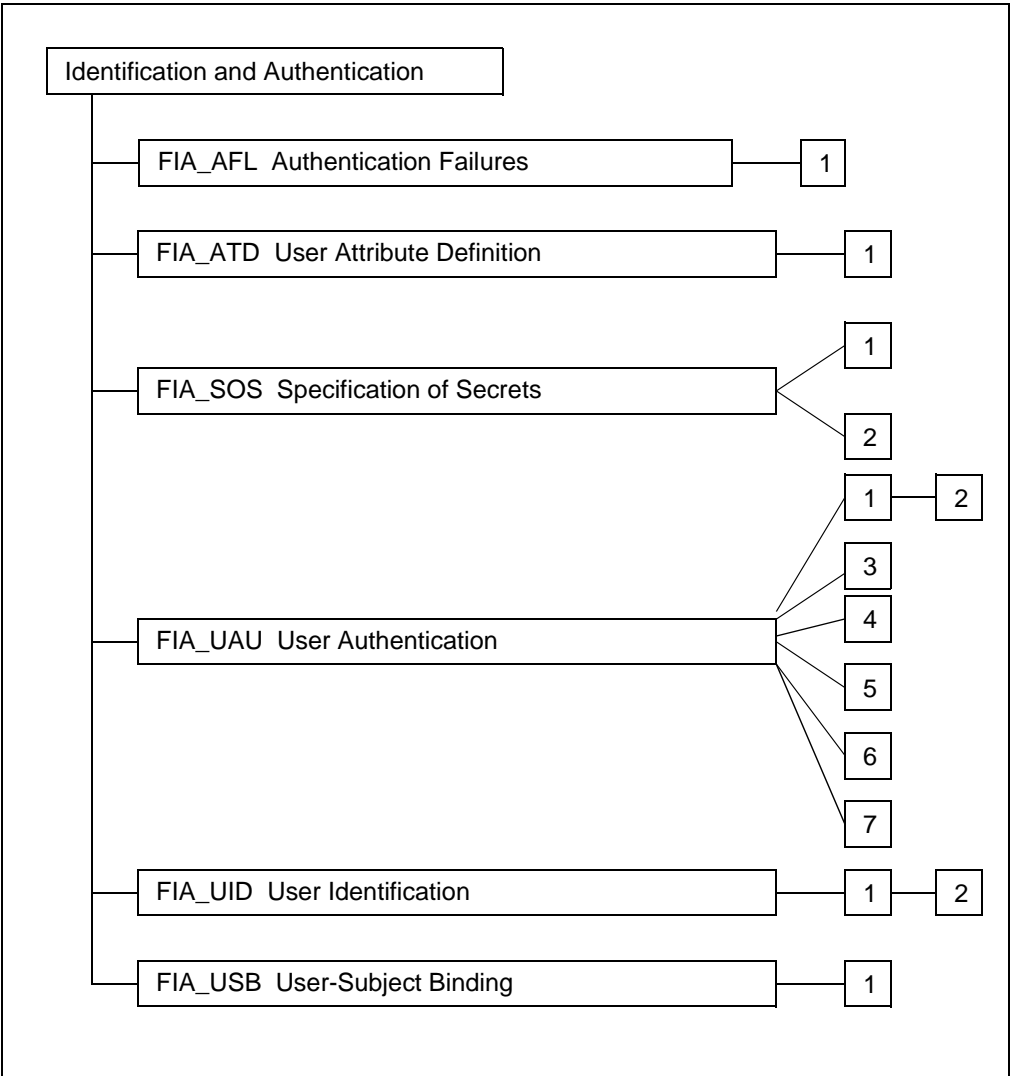 Identification and Authentication
FIA_AFL Authentication Failures 1
FIA_ATD User Attribute Definition 1
1
FIA_SOS Specification of Secrets
2
1 2
3
4
FIA_UAU User Authentication
5
6
7
FIA_UID User Identification 1 2
FIA_USB User-Subject Binding 1